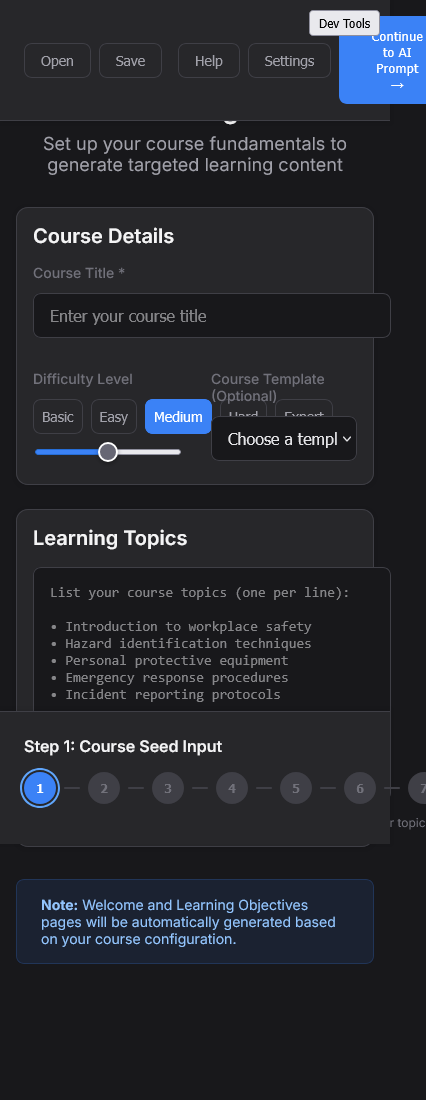 Dev Tools
Open
Save
Help
Settings
Continue
to AI
Prompt
→
Set up your course fundamentals to
generate targeted learning content
Course Details
Course Title *
Enter your course title
Difficulty Level
Course Template
(Optional)
Basic
Easy
Medium
Hard
Expert
Choose a templ
Learning Topics
List your course topics (one per line):
• Introduction to workplace safety
• Hazard identification techniques
• Personal protective equipment
• Emergency response procedures
• Incident reporting protocols
Step 1: Course Seed Input
1
2
3
4
5
6
7
r topic
Note: Welcome and Learning Objectives
pages will be automatically generated based
on your course configuration.